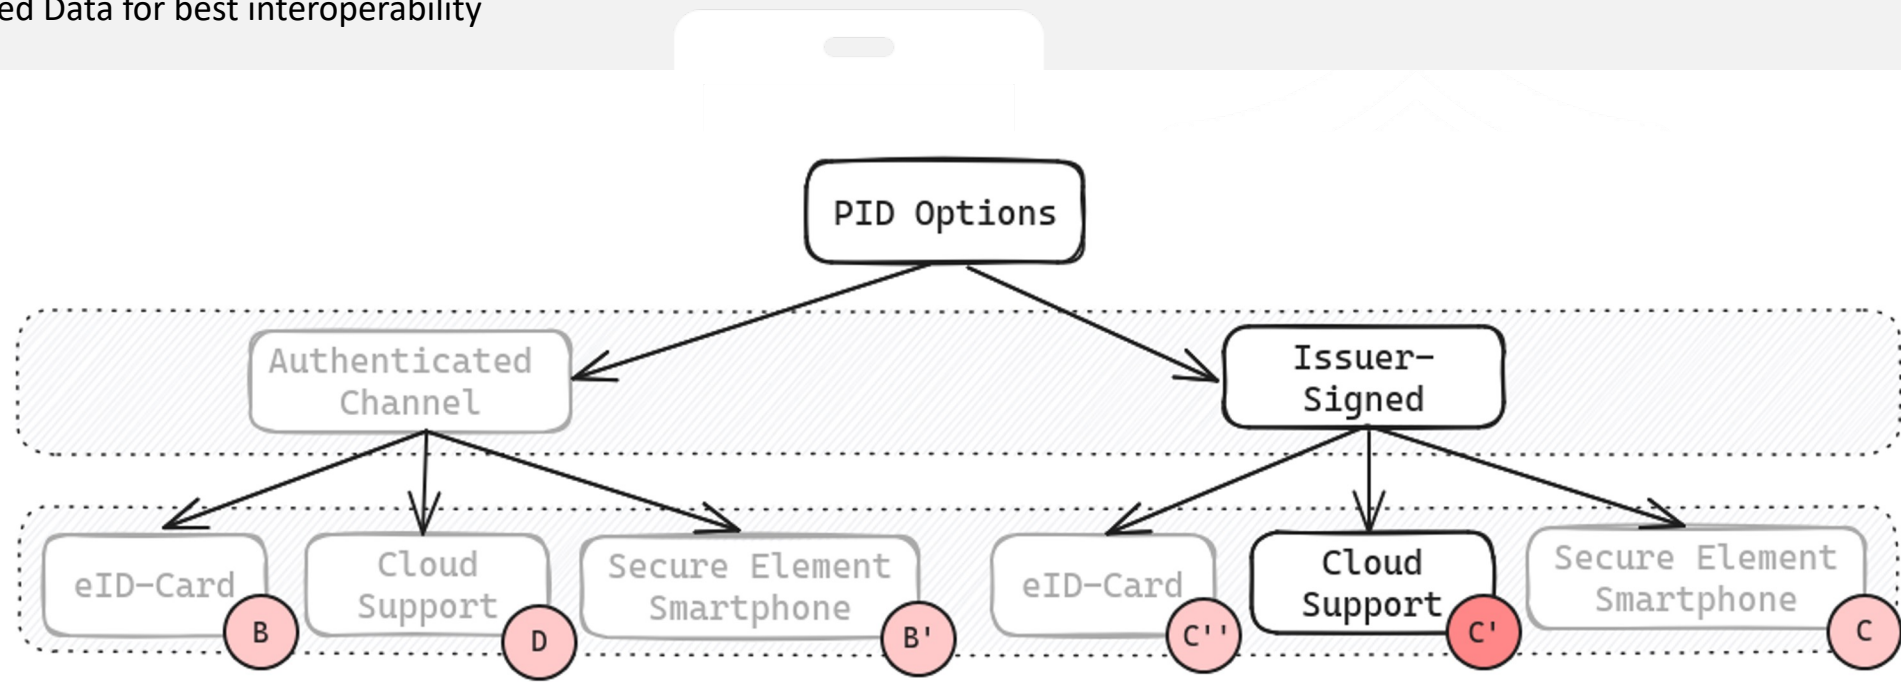 ed Data for best interoperability
PID Options
Authenticated
Channel
Issuer-
Signed
eID-Card
B
Cloud
Support
D
Secure Element
Smartphone
B'
eID-Card
C''
Cloud
Support
C'
Secure Element
Smartphone
C